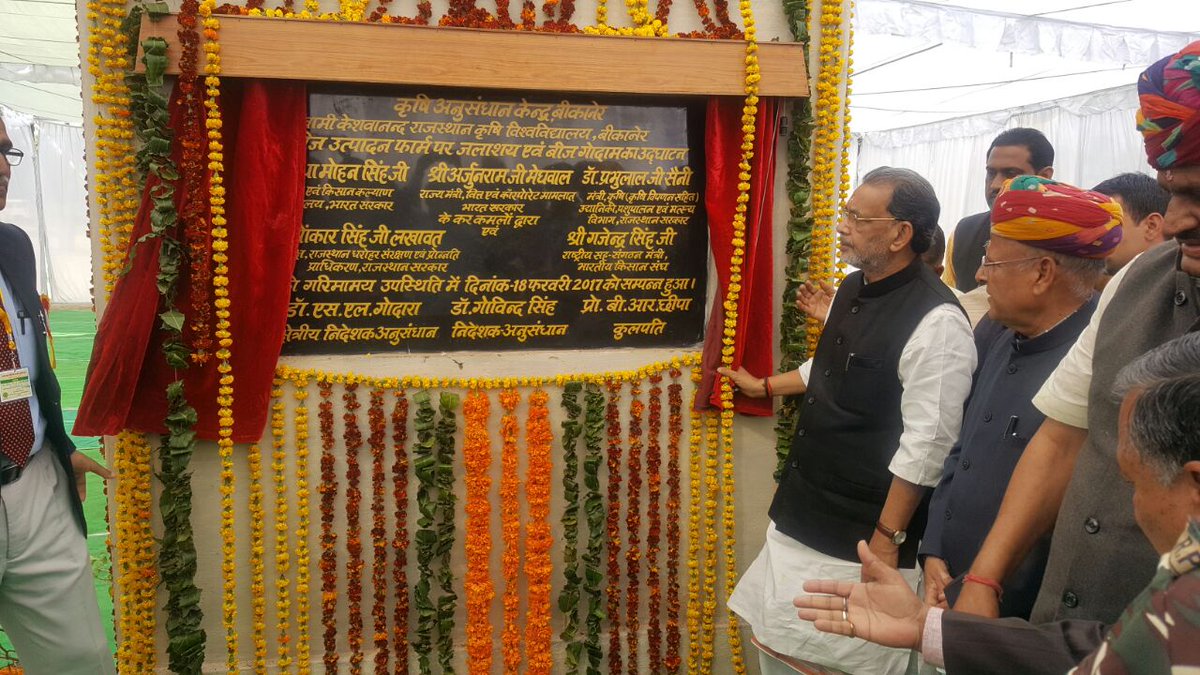 कृषि अनुसंधान केन्द्र, बीकानेर
केशवानन्द राजस्थान कृषि विश्वविद्यालय, बीकानेर
उत्पादन फार्म पर जलाशय एवं बीज गोदाम का उद्घाटन
मोहन सिंह जी श्री अर्जुनराम जी मेघवाल डॉ. प्रभुलाल जी सैनी
एवं किसान कल्याण राज्य मंत्री, वित्त एवं कॉरपोरेट मामलात मंत्री, कृषि (कृषि विपणन सहित)
भारत सरकार भारत सरकार उद्यानिकी, पशुपालन एवं मत्स्य
के कर कमलों द्वारा विभाग, राजस्थान सरकार
एवं
ओंकार सिंह जी लखावत श्री गजेन्द्र सिंह जी
राजस्थान धरोहर संरक्षण एवं प्रोन्नति राष्ट्रीय सह-संगठन मंत्री,
प्राधिकरण, राजस्थान सरकार भारतीय किसान संघ
गरिमामय उपस्थिति में दिनांक-18 फरवरी 2017 को सम्पन्न हुआ।
डॉ. एस. एल. गोदारा डॉ. गोविन्द सिंह प्रो. बी. आर. छीपा
क्षेत्रीय निदेशक अनुसंधान निदेशक अनुसंधान कुलपति